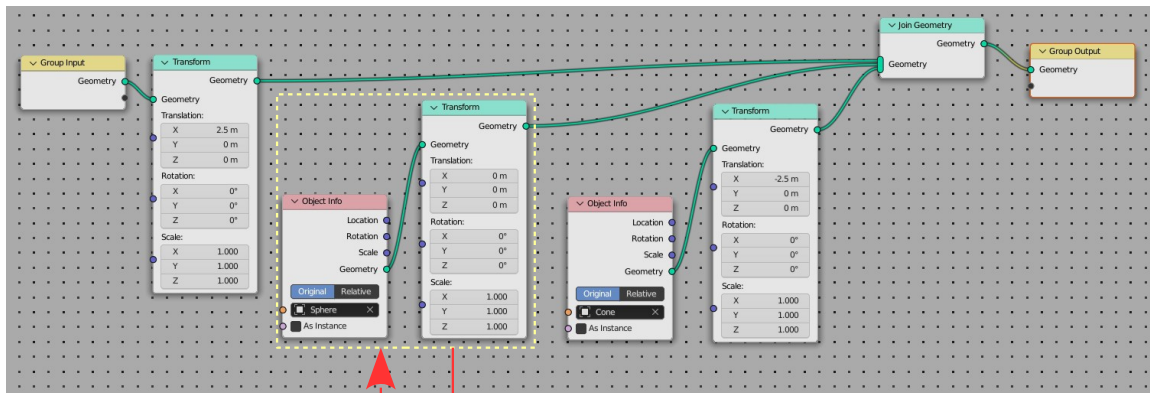 Group Input
Geometry
Transform
Geometry
Geometry
Translation:
X 2.5 m
Y 0 m
Z 0 m
Rotation:
X 0°
Y 0°
Z 0°
Scale:
X 1.000
Y 1.000
Z 1.000
Object Info
Location
Rotation
Scale
Geometry
Original Relative
Sphere
As Instance
Transform
Geometry
Geometry
Translation:
X 0 m
Y 0 m
Z 0 m
Rotation:
X 0°
Y 0°
Z 0°
Scale:
X 1.000
Y 1.000
Z 1.000
Object Info
Location
Rotation
Scale
Geometry
Original Relative
Cone
As Instance
Transform
Geometry
Geometry
Translation:
X -2.5 m
Y 0 m
Z 0 m
Rotation:
X 0°
Y 0°
Z 0°
Scale:
X 1.000
Y 1.000
Z 1.000
Join Geometry
Geometry
Geometry
Group Output
Geometry